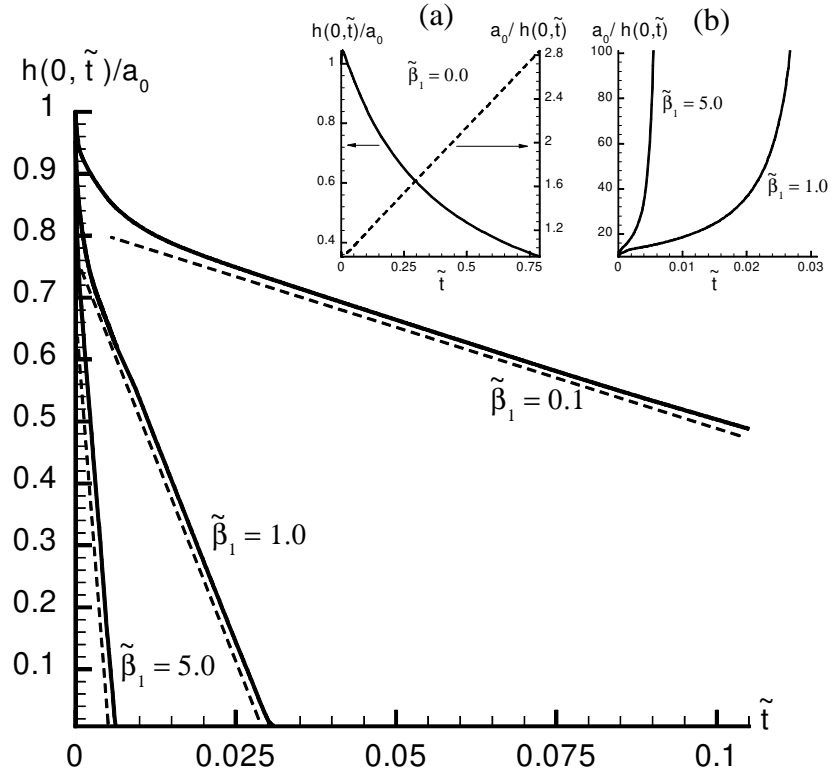 h(0, t̃)/a₀
1
0.9
0.8
0.7
0.6
0.5
0.4
0.3
0.2
0.1
0 0.025 0.05 0.075 0.1
t̃
β̃₁ = 0.1
β̃₁ = 1.0
β̃₁ = 5.0
(a)
h(0,t̃)/a₀ a₀/ h(0,t̃)
1
0.8
0.6
0.4
2.8
2.4
2
1.6
1.2
β̃₁ = 0.0
0 0.25 0.5 0.75
t̃
a₀/ h(0,t̃) (b)
100
80
60
40
20
β̃₁ = 5.0
β̃₁ = 1.0
0 0.01 0.02 0.03
t̃